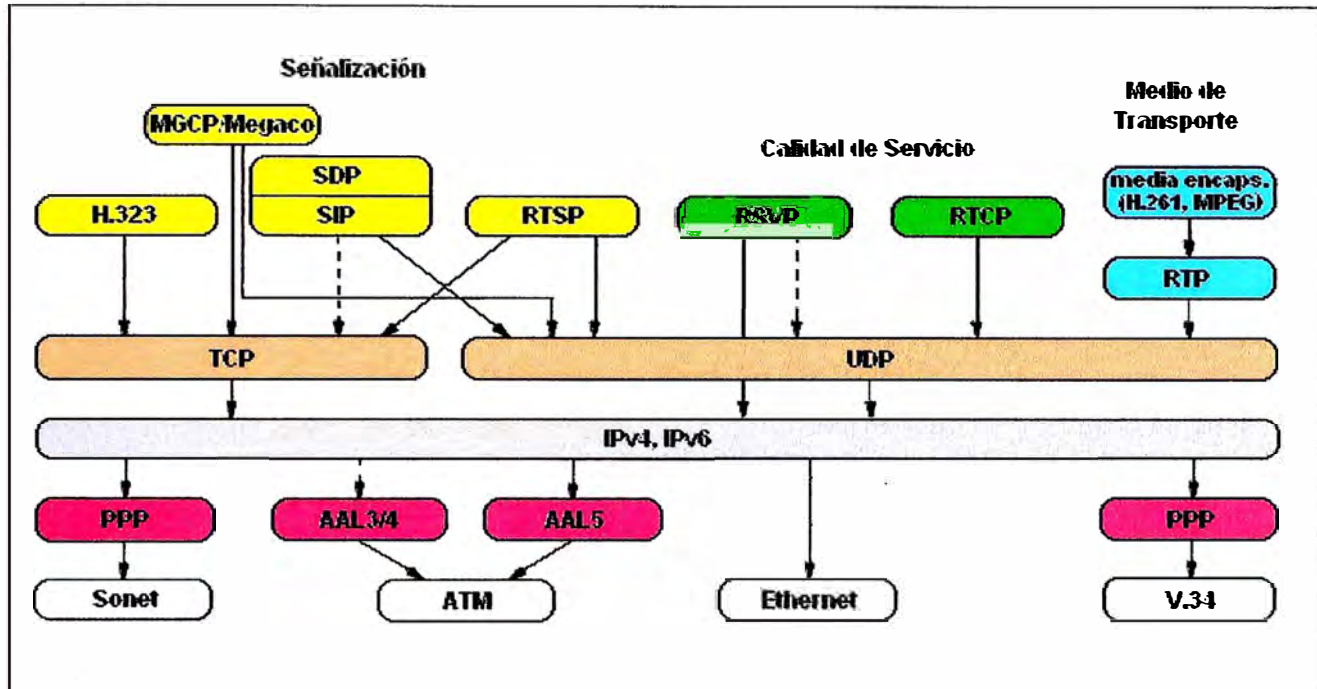 Señalización
Medio de
Transporte
MGCP/Megaco
Calidad de Servicio
SDP
media encaps.
(H.261, MPEG)
H.323
SIP
RTSP
RSVP
RTCP
RTP
TCP
UDP
IPv4, IPv6
PPP
AAL3/4
AAL5
PPP
Sonet
ATM
Ethernet
V.34